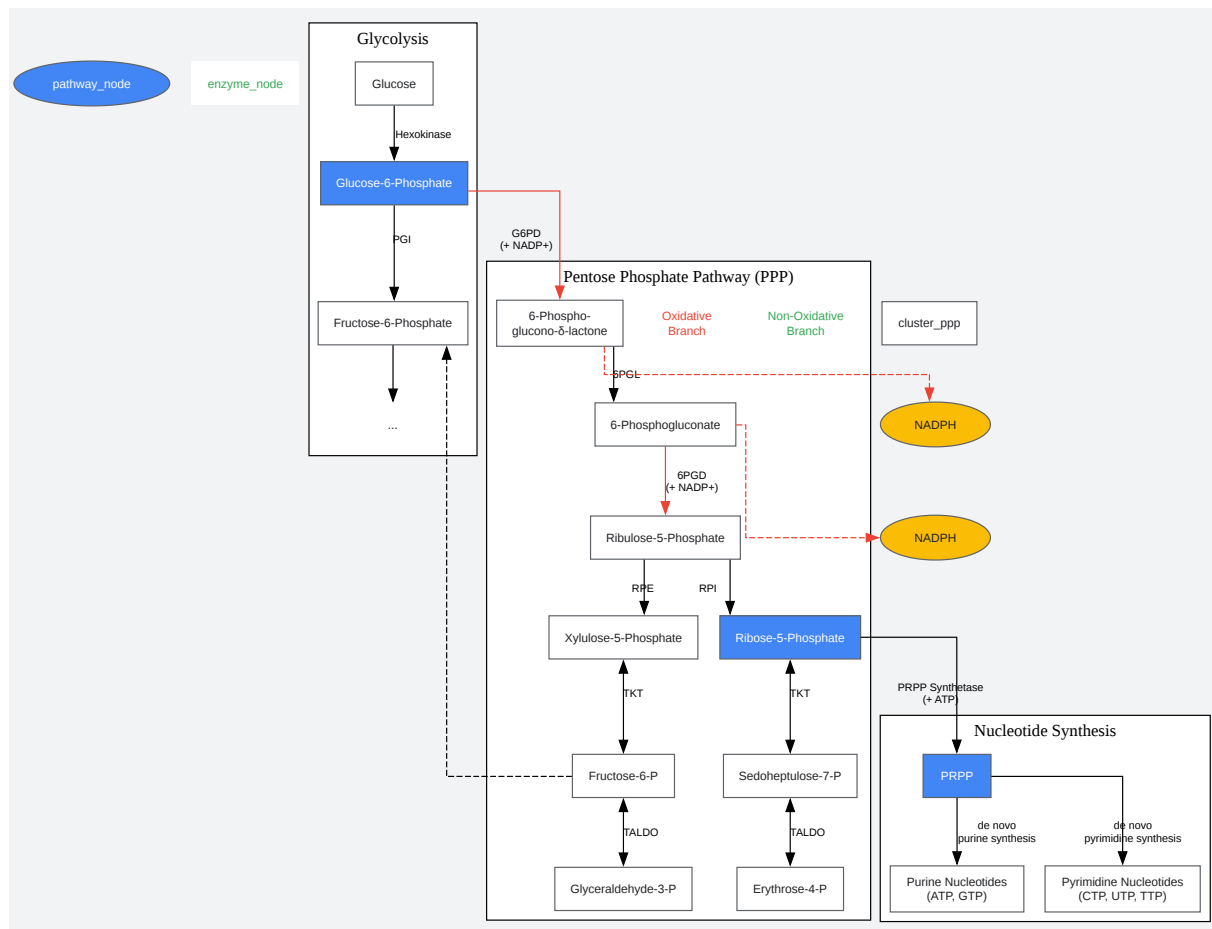 Glycolysis
pathway_node
enzyme_node
Glucose
Hexokinase
Glucose-6-Phosphate
PGI
G6PD
(+ NADP+)
Fructose-6-Phosphate
...
Pentose Phosphate Pathway (PPP)
6-Phospho-
glucono-δ-lactone
Oxidative
Branch
Non-Oxidative
Branch
cluster_ppp
6PGL
6-Phosphogluconate
NADPH
6PGD
(+ NADP+)
Ribulose-5-Phosphate
NADPH
RPE
RPI
Xylulose-5-Phosphate
Ribose-5-Phosphate
TKT
TKT
PRPP Synthetase
(+ ATP)
Nucleotide Synthesis
Fructose-6-P
Sedoheptulose-7-P
PRPP
TALDO
TALDO
de novo
purine synthesis
de novo
pyrimidine synthesis
Glyceraldehyde-3-P
Erythrose-4-P
Purine Nucleotides
(ATP, GTP)
Pyrimidine Nucleotides
(CTP, UTP, TTP)